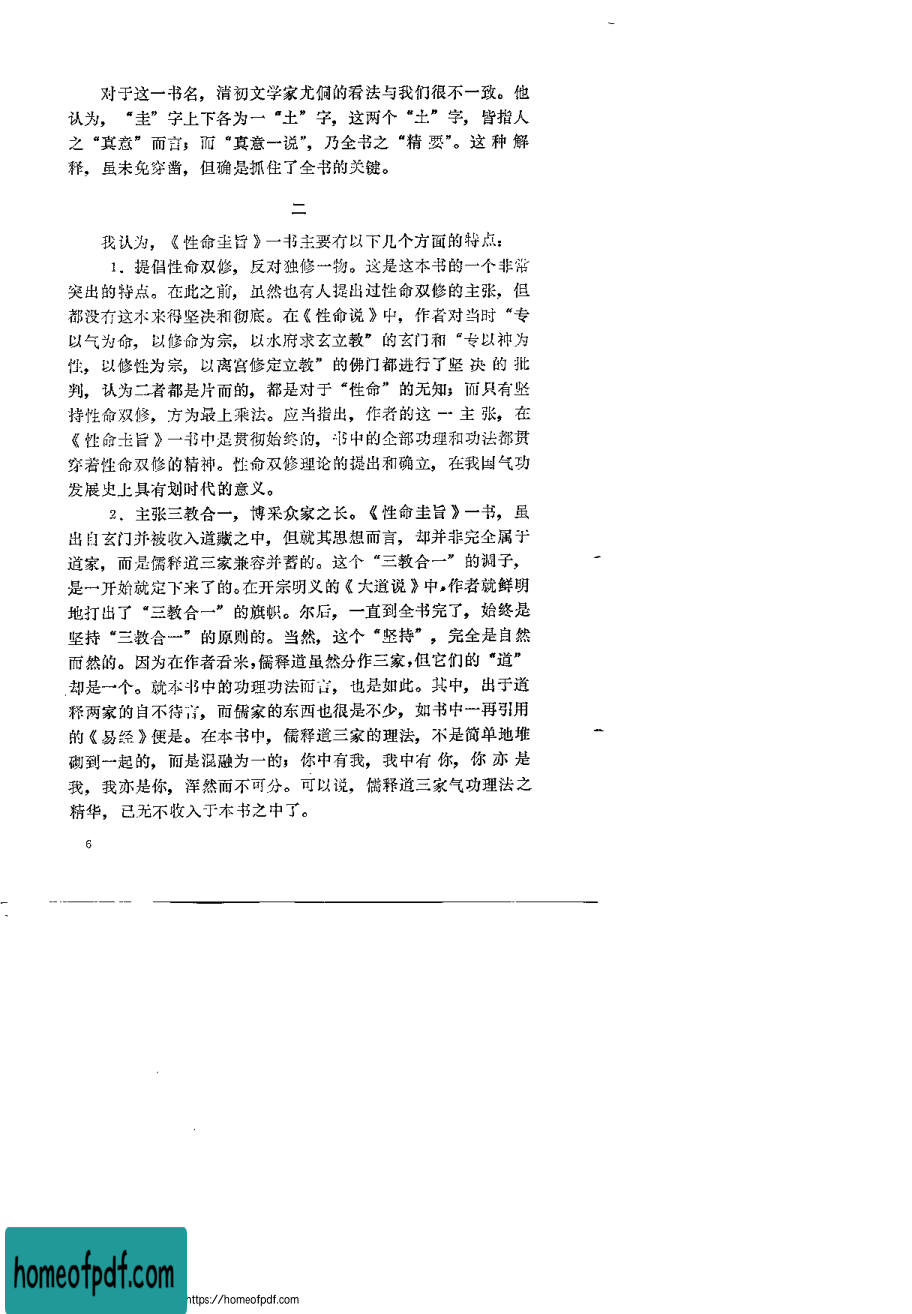 对于这一书名，清初文学家尤侗的看法与我们很不一致。他
认为，“圭”字上下各为一“土”字，这两个“土”字，皆指人
之“真意”而言；而“真意一说”，乃全书之“精要”。这种解
释，虽未免穿凿，但确是抓住了全书的关键。
二
我认为，《性命圭旨》一书主要有以下几个方面的特点：
1．提倡性命双修，反对独修一物。这是这本书的一个非常
突出的特点。在此之前，虽然也有人提出过性命双修的主张，但
都没有这本来得坚决和彻底。在《性命说》中，作者对当时“专
以气为命，以修命为宗，以水府求玄立教”的玄门和“专以神为
性，以修性为宗，以离宫修定立教”的佛门都进行了坚决的批
判，认为二者都是片面的，都是对于“性命”的无知；而只有坚
持性命双修，方为最上乘法。应当指出，作者的这一主张，在
《性命圭旨》一书中是贯彻始终的，书中的全部功理和功法都贯
穿着性命双修的精神。性命双修理论的提出和确立，在我国气功
发展史上具有划时代的意义。
2．主张三教合一，博采众家之长。《性命圭旨》一书，虽
出自玄门并被收入道藏之中，但就其思想而言，却并非完全属于
道家，而是儒释道三家兼容并蓄的。这个“三教合一”的调子，
是一开始就定下来了的。在开宗明义的《大道说》中，作者就鲜明
地打出了“三教合一”的旗帜。尔后，一直到全书完了，始终是
坚持“三教合一”的原则的。当然，这个“坚持”，完全是自然
而然的。因为在作者看来，儒释道虽然分作三家，但它们的“道”
却是一个。就本书中的功理功法而言，也是如此。其中，出于道
释两家的自不待言，而儒家的东西也很是不少，如书中一再引用
的《易经》便是。在本书中，儒释道三家的理法，不是简单地堆
砌到一起的，而是混融为一的；你中有我，我中有你，你亦是
我，我亦是你，浑然而不可分。可以说，儒释道三家气功理法之
精华，已无不收入于本书之中了。
6
homeofpdf.com
https://homeofpdf.com